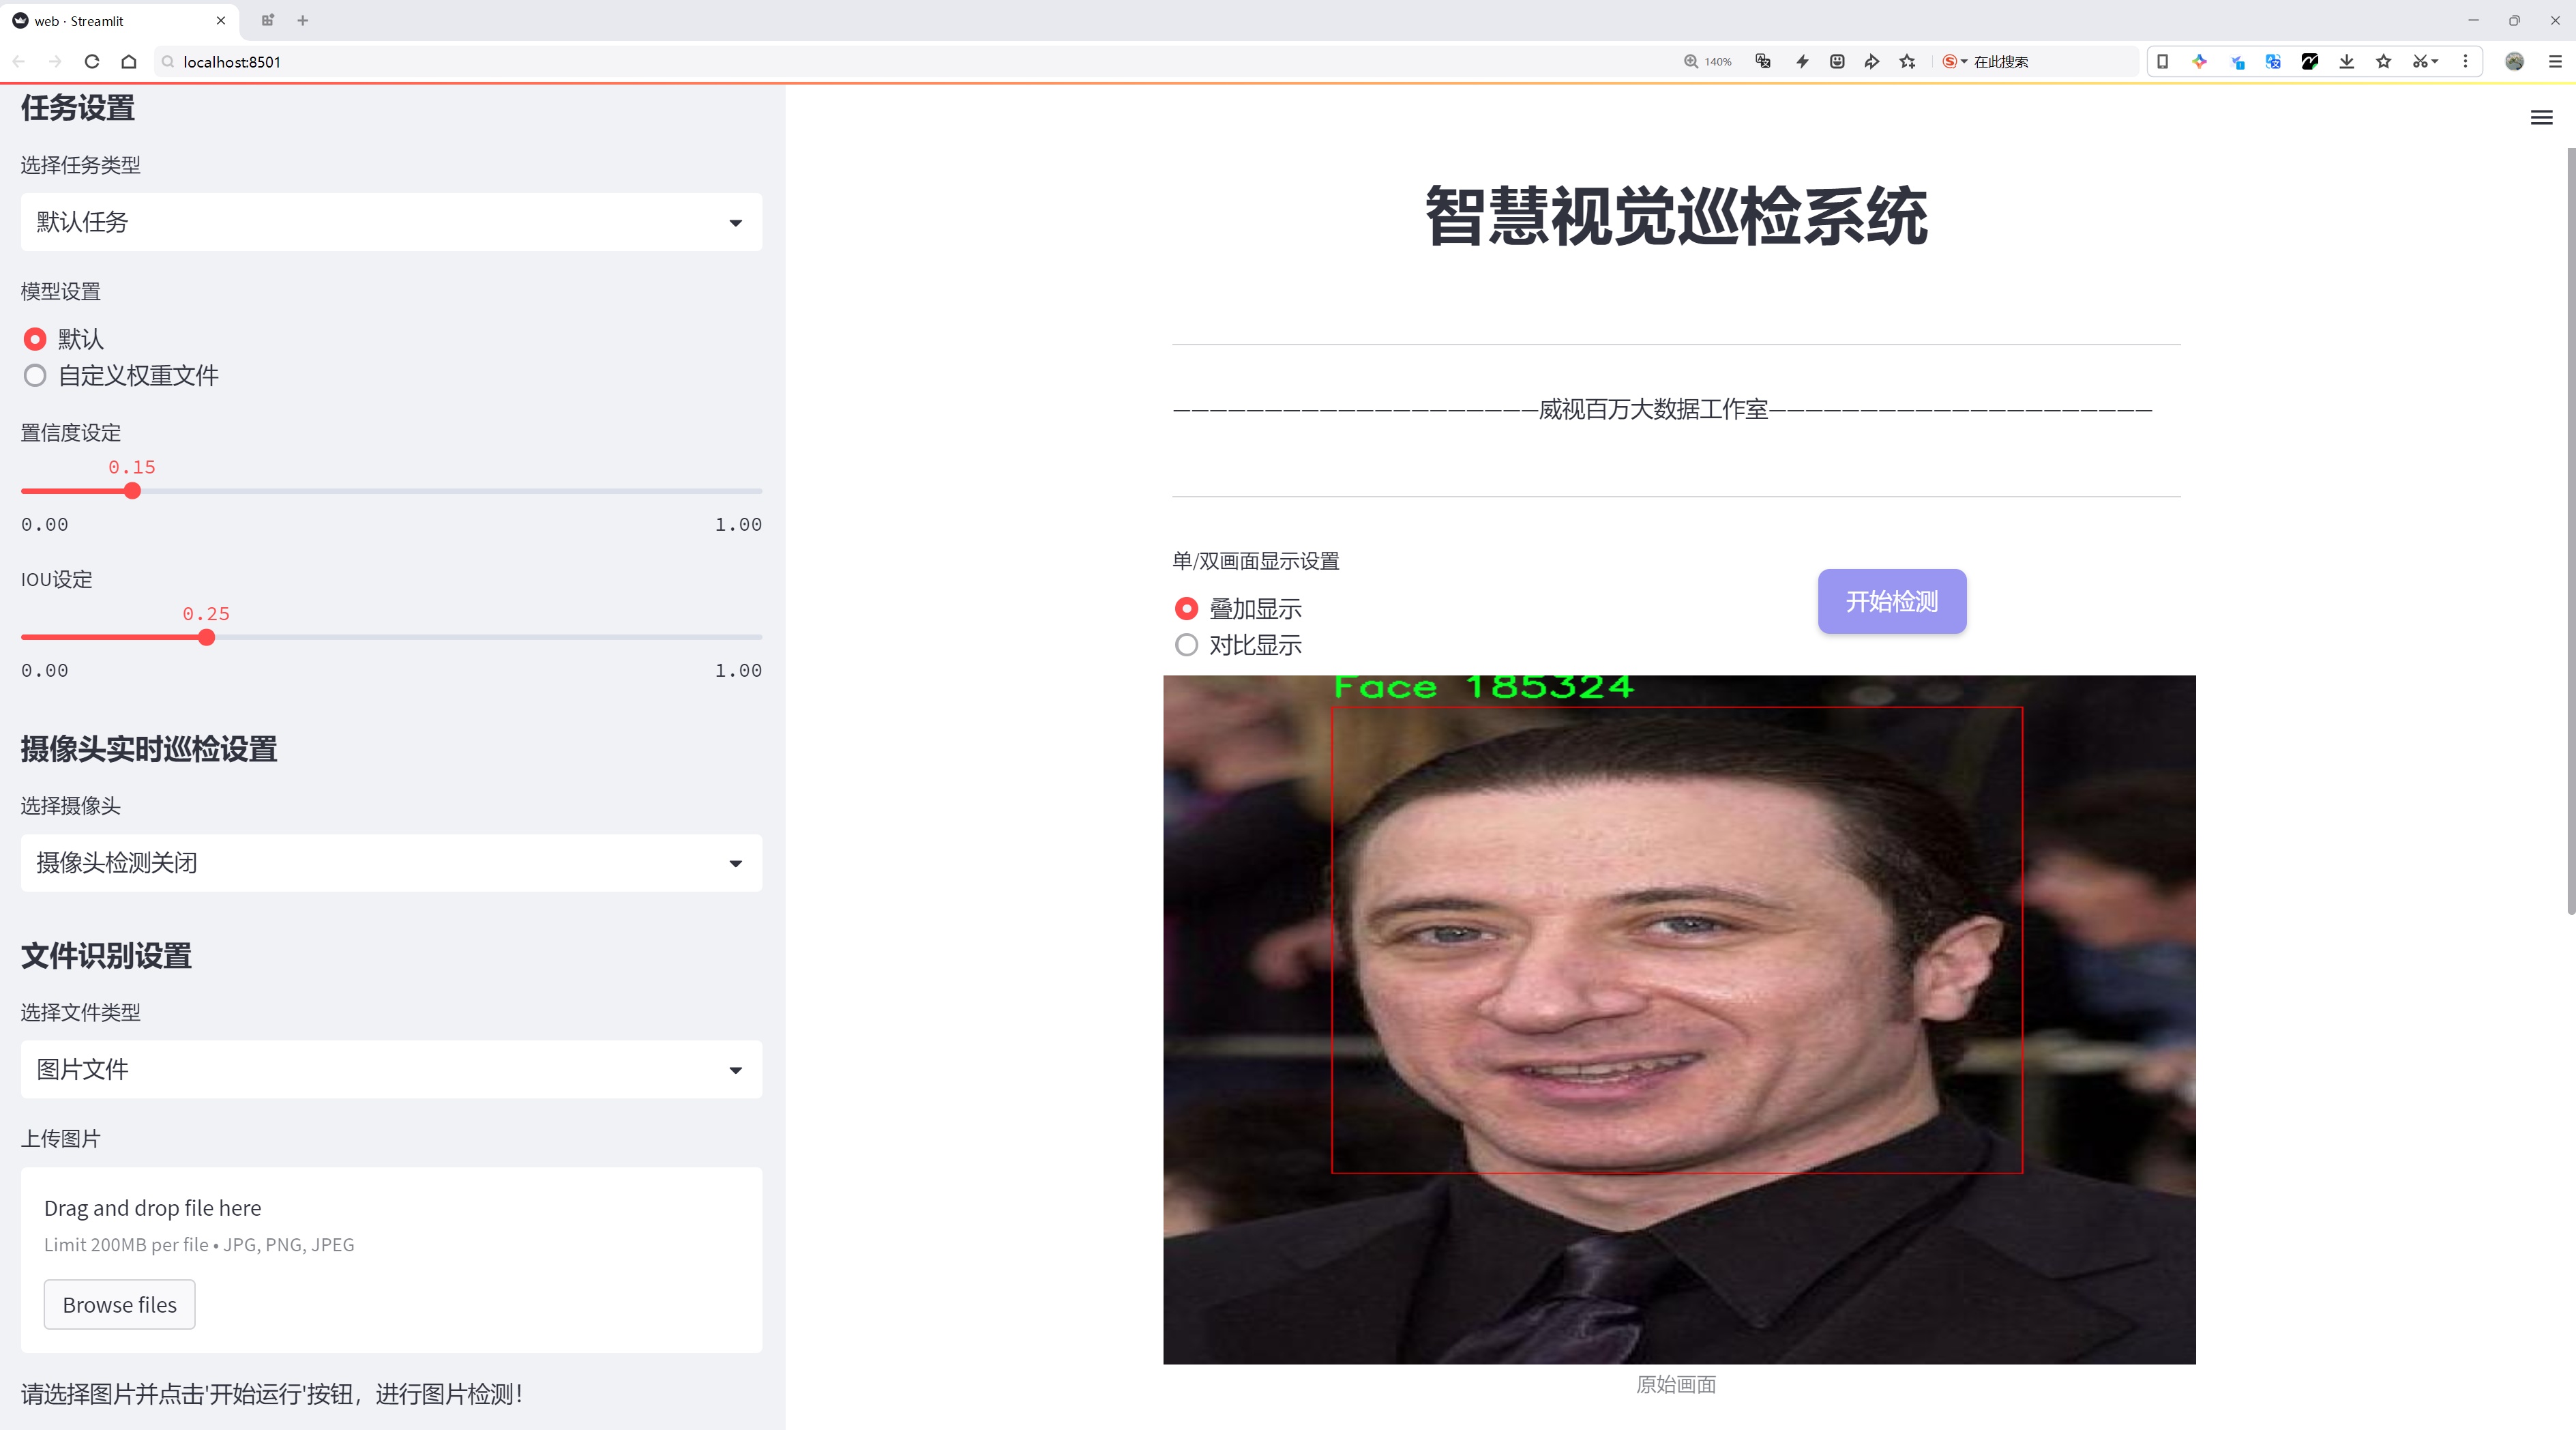 web · Streamlit
localhost:8501
140%
在此搜索
任务设置
选择任务类型
默认任务
模型设置
默认
自定义权重文件
置信度设定
0.15
0.00
1.00
IOU设定
0.25
0.00
1.00
摄像头实时巡检设置
选择摄像头
摄像头检测关闭
文件识别设置
选择文件类型
图片文件
上传图片
Drag and drop file here
Limit 200MB per file • JPG, PNG, JPEG
Browse files
请选择图片并点击'开始运行'按钮，进行图片检测！
智慧视觉巡检系统
—————————————————————威视百万大数据工作室—————————————————————
单/双画面显示设置
叠加显示
对比显示
开始检测
Face 185324
原始画面